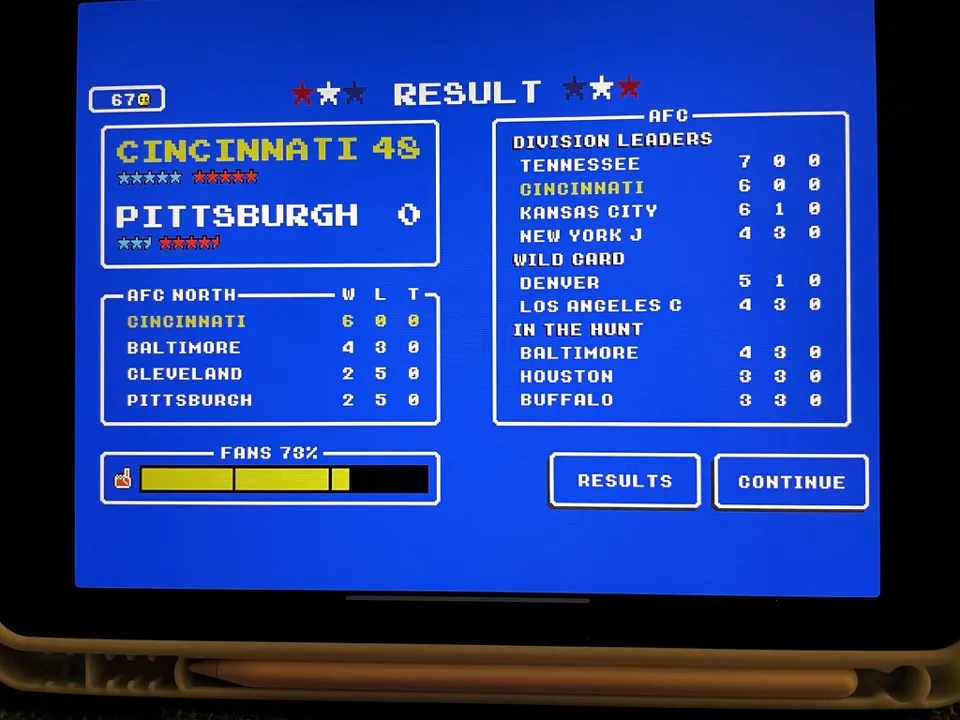 67
RESULT
CINCINNATI 48
PITTSBURGH 0
AFC NORTH W L T
CINCINNATI 6 0 0
BALTIMORE 4 3 0
CLEVELAND 2 5 0
PITTSBURGH 2 5 0
FANS 73%
AFC
DIVISION LEADERS
TENNESSEE 7 0 0
CINCINNATI 6 0 0
KANSAS CITY 6 1 0
NEW YORK J 4 3 0
WILD CARD
DENVER 5 1 0
LOS ANGELES C 4 3 0
IN THE HUNT
BALTIMORE 4 3 0
HOUSTON 3 3 0
BUFFALO 3 3 0
RESULTS
CONTINUE